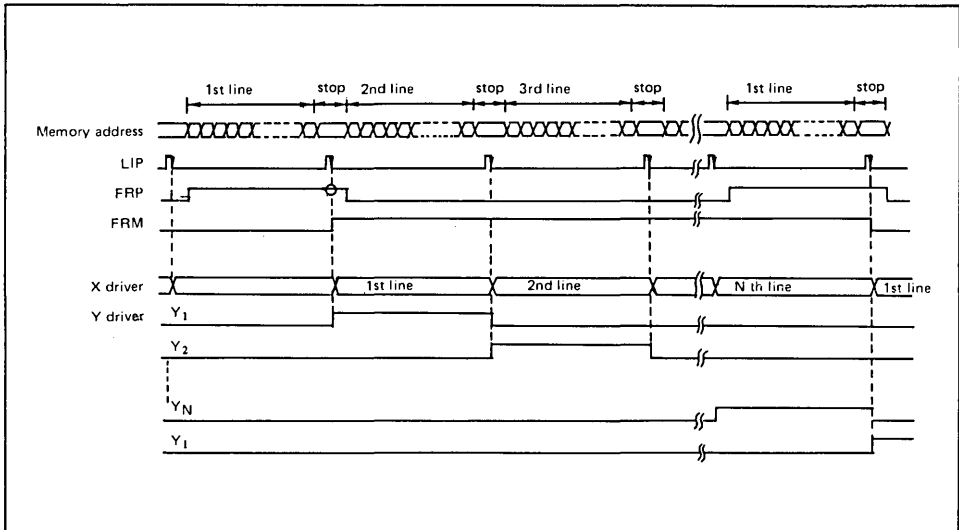 1st line stop 2nd line stop 3rd line stop 1st line stop
Memory address
LIP
FRP
FRM
X driver 1st line 2nd line N th line 1st line
Y driver Y1
Y2
YN
Y1